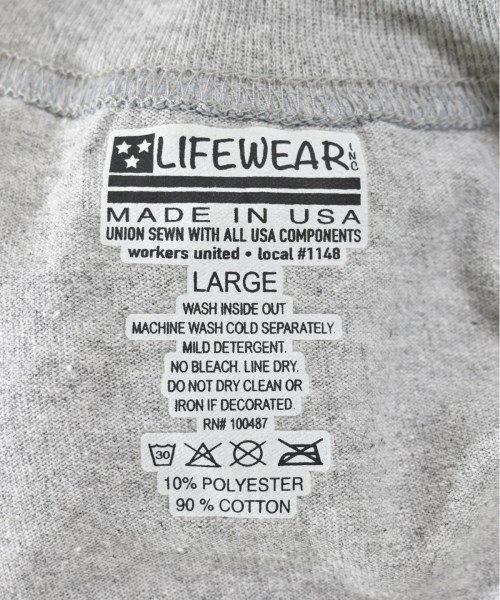 LIFEWEAR INC
MADE IN USA
UNION SEWN WITH ALL USA COMPONENTS
workers united • local #1148
LARGE
WASH INSIDE OUT
MACHINE WASH COLD SEPARATELY.
MILD DETERGENT.
NO BLEACH. LINE DRY.
DO NOT DRY CLEAN OR
IRON IF DECORATED.
RN# 100487
30
10% POLYESTER
90 % COTTON